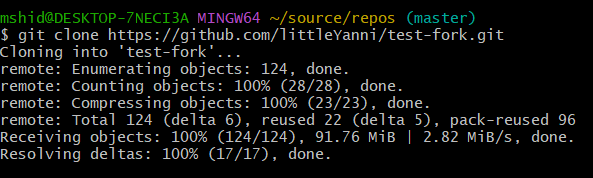 mshid@DESKTOP-7NECI3A MINGW64 ~/source/repos (master)
$ git clone https://github.com/littleYanni/test-fork.git
Cloning into 'test-fork'...
remote: Enumerating objects: 124, done.
remote: Counting objects: 100% (28/28), done.
remote: Compressing objects: 100% (23/23), done.
remote: Total 124 (delta 6), reused 22 (delta 5), pack-reused 96
Receiving objects: 100% (124/124), 91.76 MiB | 2.82 MiB/s, done.
Resolving deltas: 100% (17/17), done.